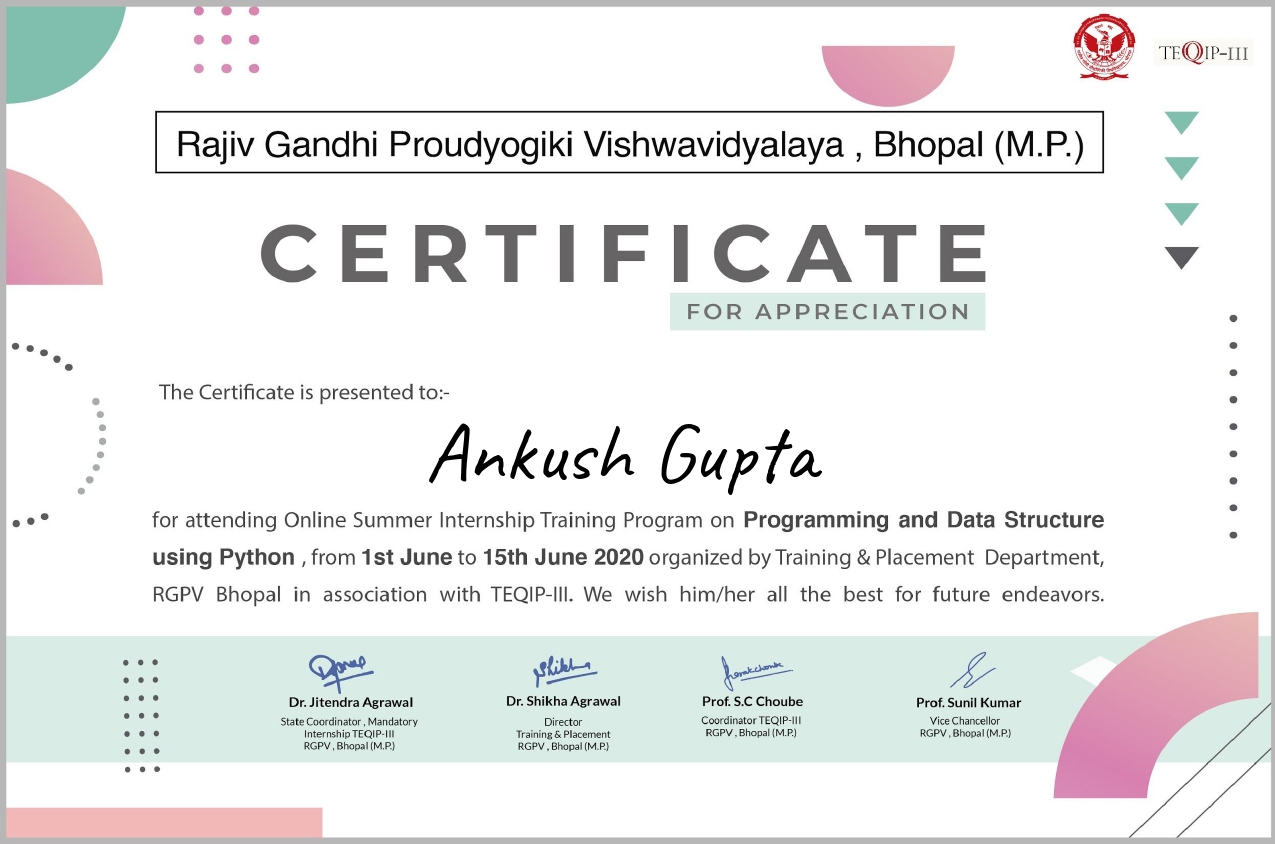 TEQIP-III
Rajiv Gandhi Proudyogiki Vishwavidyalaya , Bhopal (M.P.)
CERTIFICATE
FOR APPRECIATION
The Certificate is presented to:-
Ankush Gupta
for attending Online Summer Internship Training Program on Programming and Data Structure
using Python , from 1st June to 15th June 2020 organized by Training & Placement Department,
RGPV Bhopal in association with TEQIP-III. We wish him/her all the best for future endeavors.
Dr. Jitendra Agrawal
State Coordinator , Mandatory
Internship TEQIP-III
RGPV , Bhopal (M.P.)
Shikha
Dr. Shikha Agrawal
Director
Training & Placement
RGPV , Bhopal (M.P.)
Prof. S.C Choube
Coordinator TEQIP-III
RGPV , Bhopal (M.P.)
Prof. Sunil Kumar
Vice Chancellor
RGPV , Bhopal (M.P.)